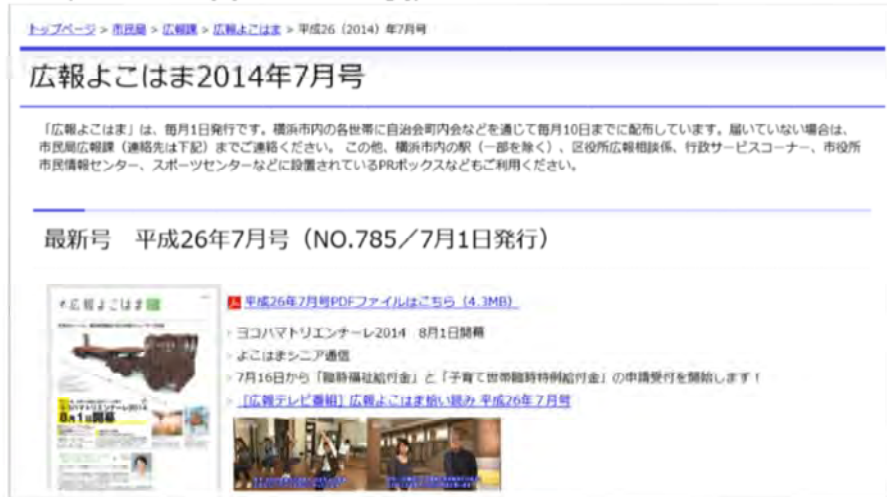 トップページ > 市民局 > 広報課 > 広報よこはま > 平成26（2014）年7月号
広報よこはま2014年7月号
「広報よこはま」は、毎月1日発行です。横浜市内の各世帯に自治会町内会などを通じて毎月10日までに配布しています。届いていない場合は、
市民局広報課（連絡先は下記）までご連絡ください。 この他、横浜市内の駅（一部を除く）、区役所広報相談係、行政サービスコーナー、市役所
市民情報センター、スポーツセンターなどに設置されているPRボックスなどもご利用ください。
最新号　平成26年7月号（NO.785／7月1日発行）
広報よこはま
平成26年7月号PDFファイルはこちら（4.3MB）
ヨコハマトリエンナーレ2014　8月1日開幕
よこはまシニア通信
7月16日から「臨時福祉給付金」と「子育て世帯臨時特例給付金」の申請受付を開始します！
［広報テレビ番組］広報よこはま拾い読み 平成26年7月号
ヨコハマトリエンナーレ2014
8月1日開幕